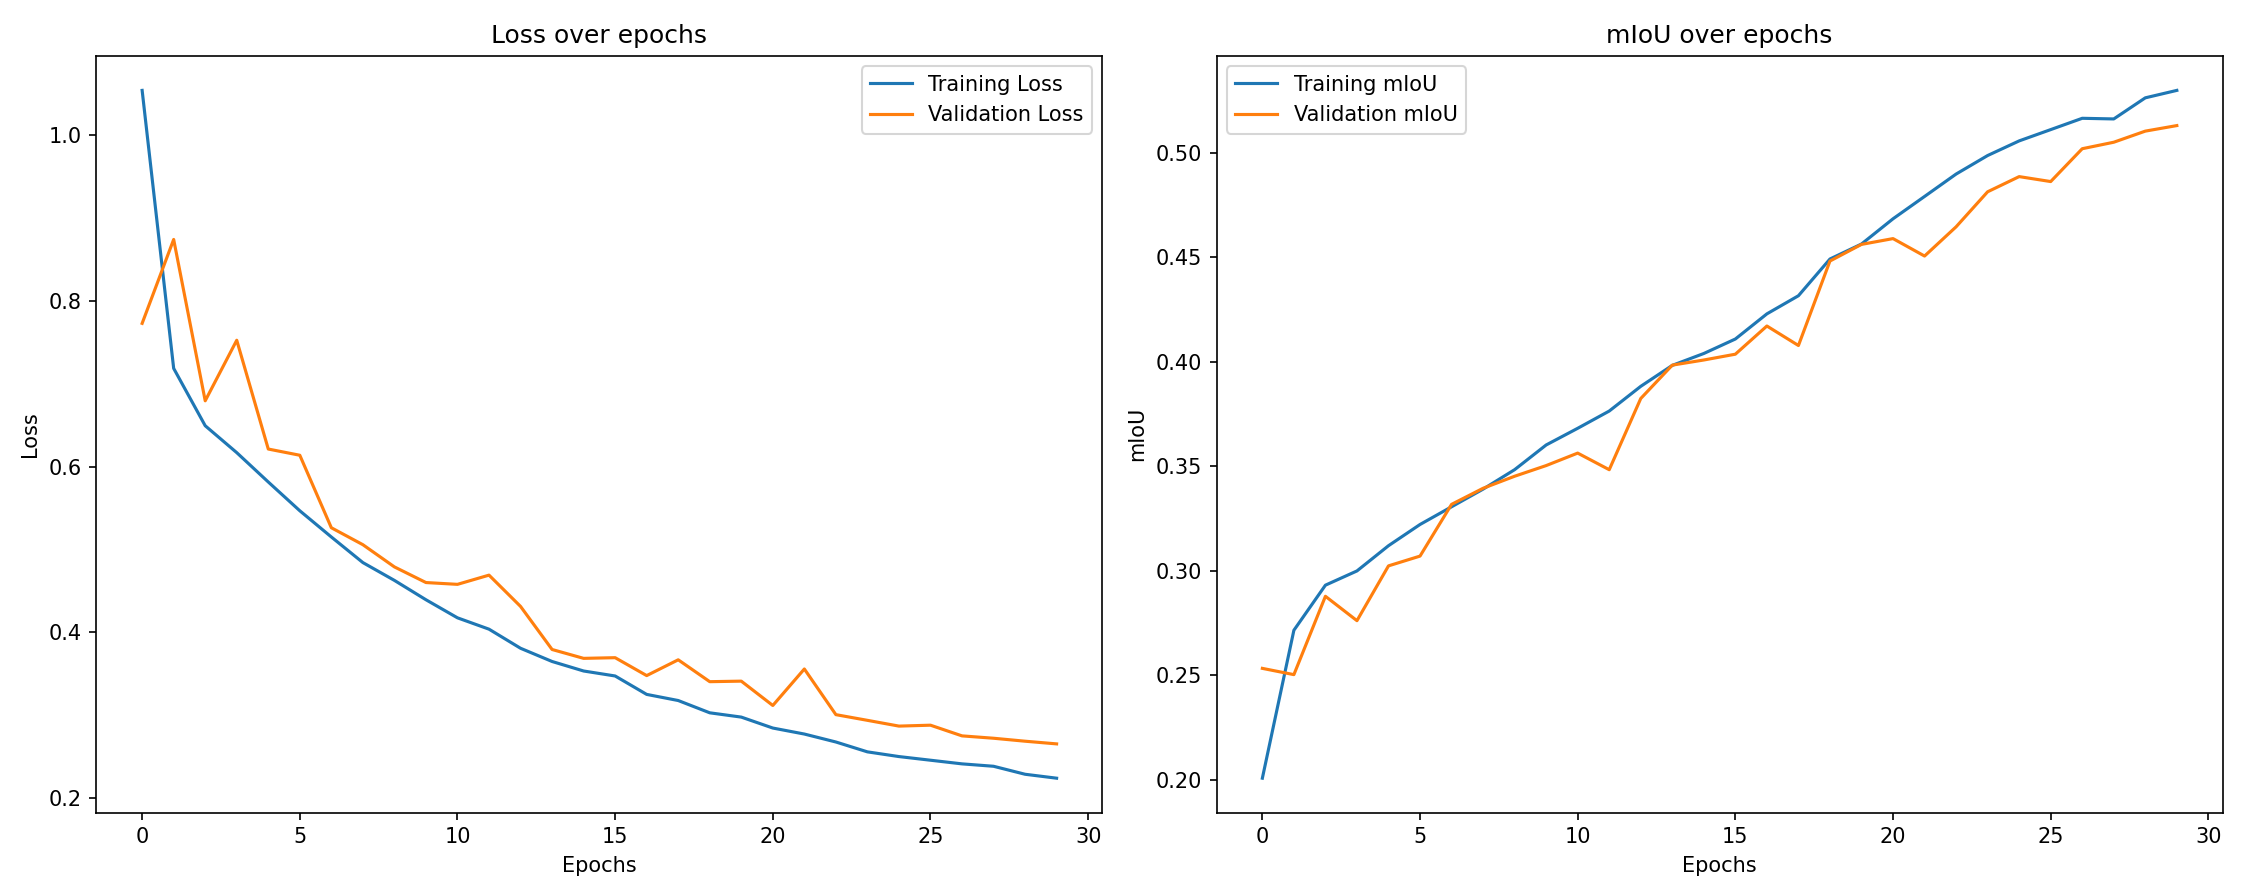 Loss over epochs
Training Loss
Validation Loss
Loss
1.0
0.8
0.6
0.4
0.2
0 5 10 15 20 25 30
Epochs
mIoU over epochs
Training mIoU
Validation mIoU
mIoU
0.50
0.45
0.40
0.35
0.30
0.25
0.20
0 5 10 15 20 25 30
Epochs